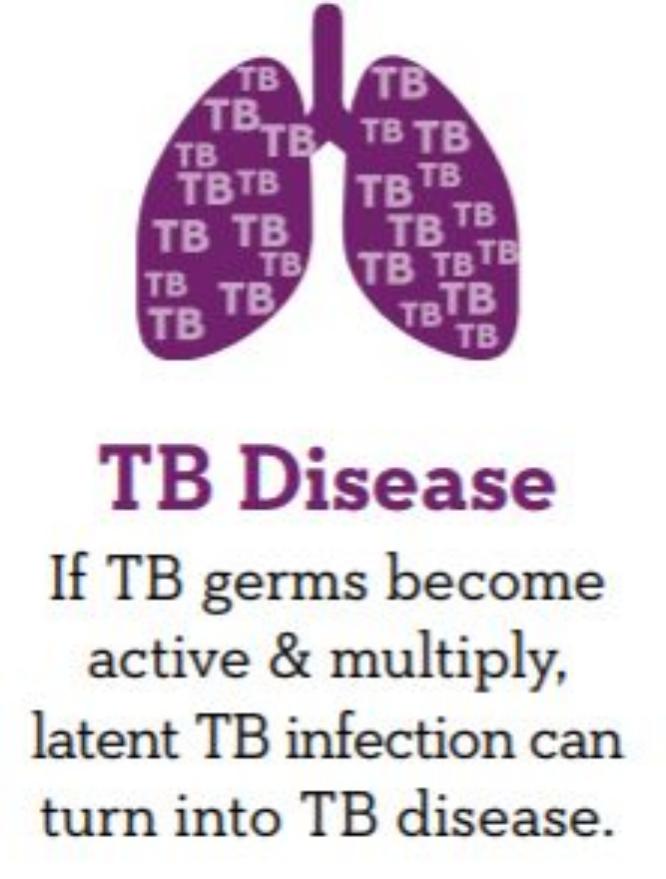 TB TB
TB
TB TB TB
TB
TB TB TB TB
TB
TB TB TB
TB TB TB TB
TB TB TB
TB TB
TB
TB Disease
If TB germs become
active & multiply,
latent TB infection can
turn into TB disease.